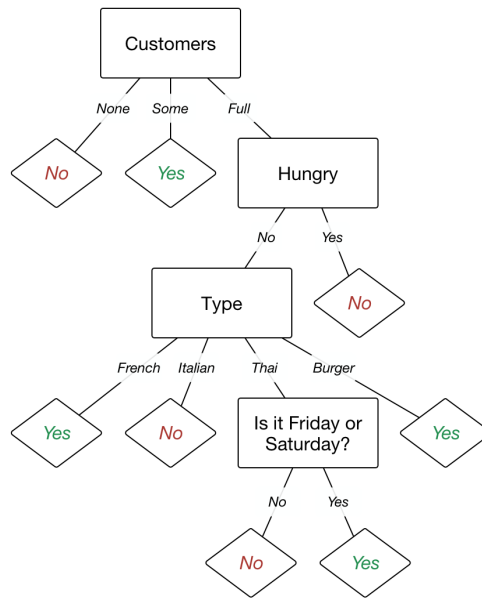 Customers
None
Some
Full
No
Yes
Hungry
No
Yes
Type
No
French
Italian
Thai
Burger
Yes
No
Is it Friday or
Saturday?
Yes
No
Yes
No
Yes